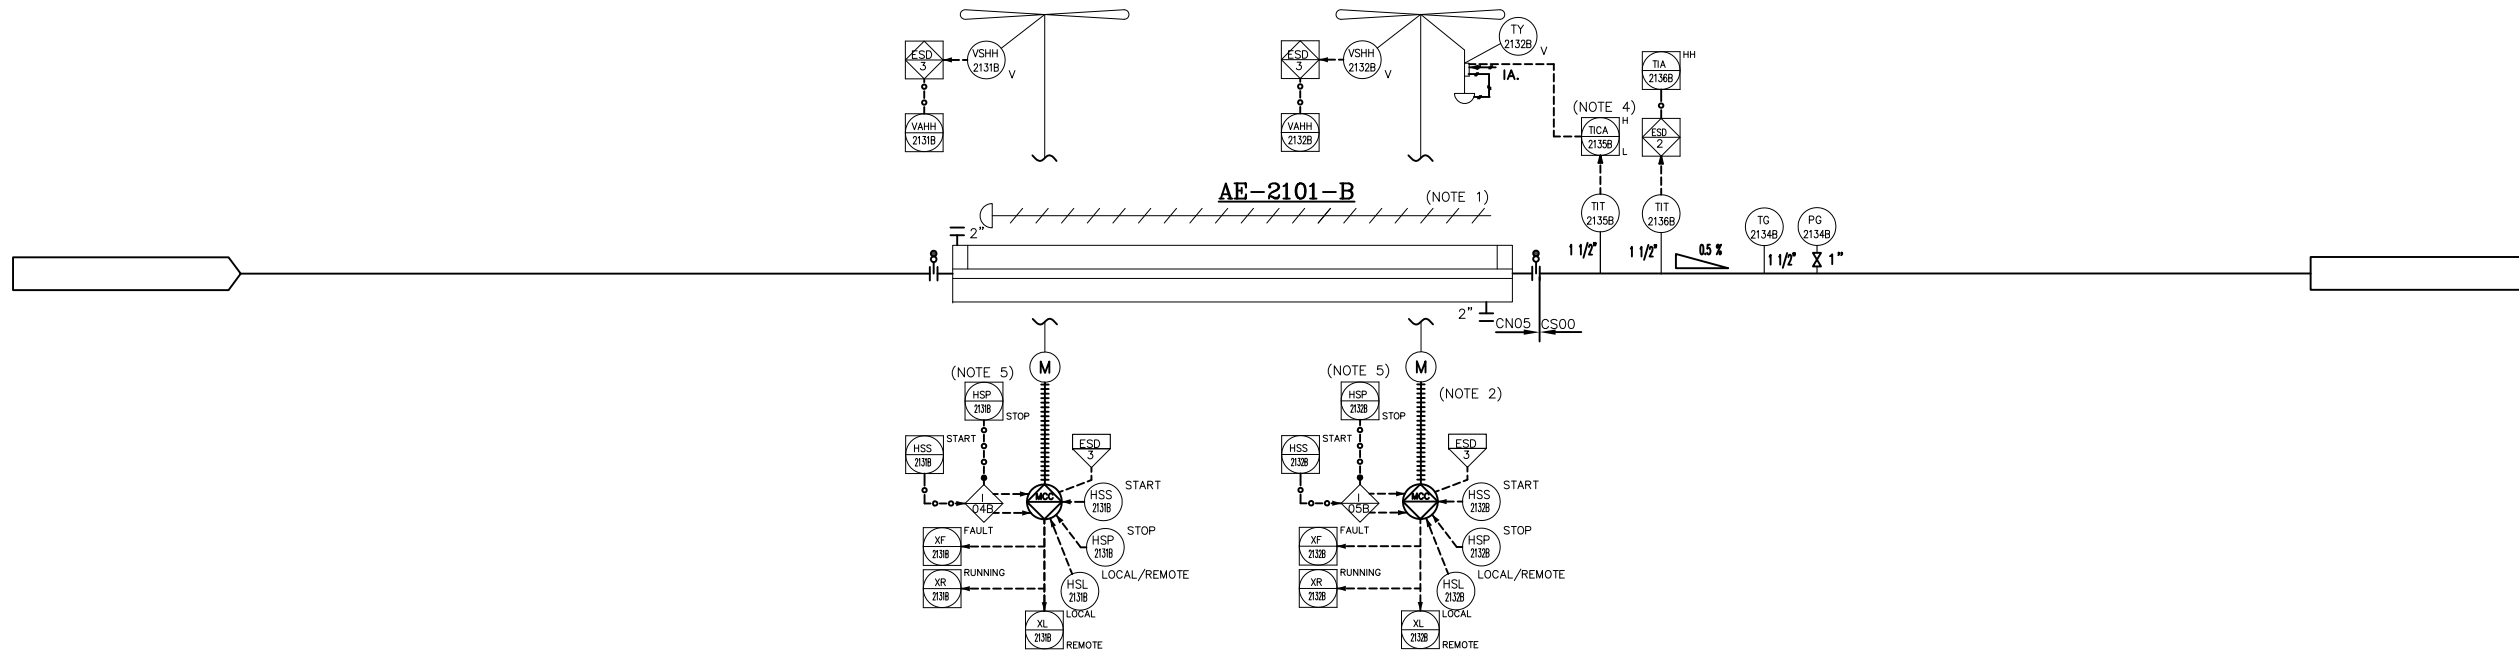 TY
2132B
V
ESD
3
VSHH
2131B
V
ESD
3
VSHH
2132B
V
IA.
TIA
2136B
HH
VAHH
2131B
VAHH
2132B
(NOTE 4)
TICA
2135B
H
L
ESD
2
AE-2101-B
(NOTE 1)
TIT
2135B
TIT
2136B
TG
2134B
PG
2134B
2"
1 1/2"
1 1/2"
0.5 %
1 1/2"
1"
2"
CN05
CS00
M
M
(NOTE 5)
HSP
2131B
STOP
(NOTE 5)
HSP
2132B
STOP
(NOTE 2)
HSS
2131B
START
ESD
3
HSS
2132B
START
ESD
3
I
04B
MCC
HSS
2131B
START
I
05B
MCC
HSS
2132B
START
XF
2131B
FAULT
HSP
2131B
STOP
XF
2132B
FAULT
HSP
2132B
STOP
XR
2131B
RUNNING
HSL
2131B
LOCAL/REMOTE
XR
2132B
RUNNING
HSL
2132B
LOCAL/REMOTE
XL
2131B
LOCAL
REMOTE
XL
2132B
LOCAL
REMOTE